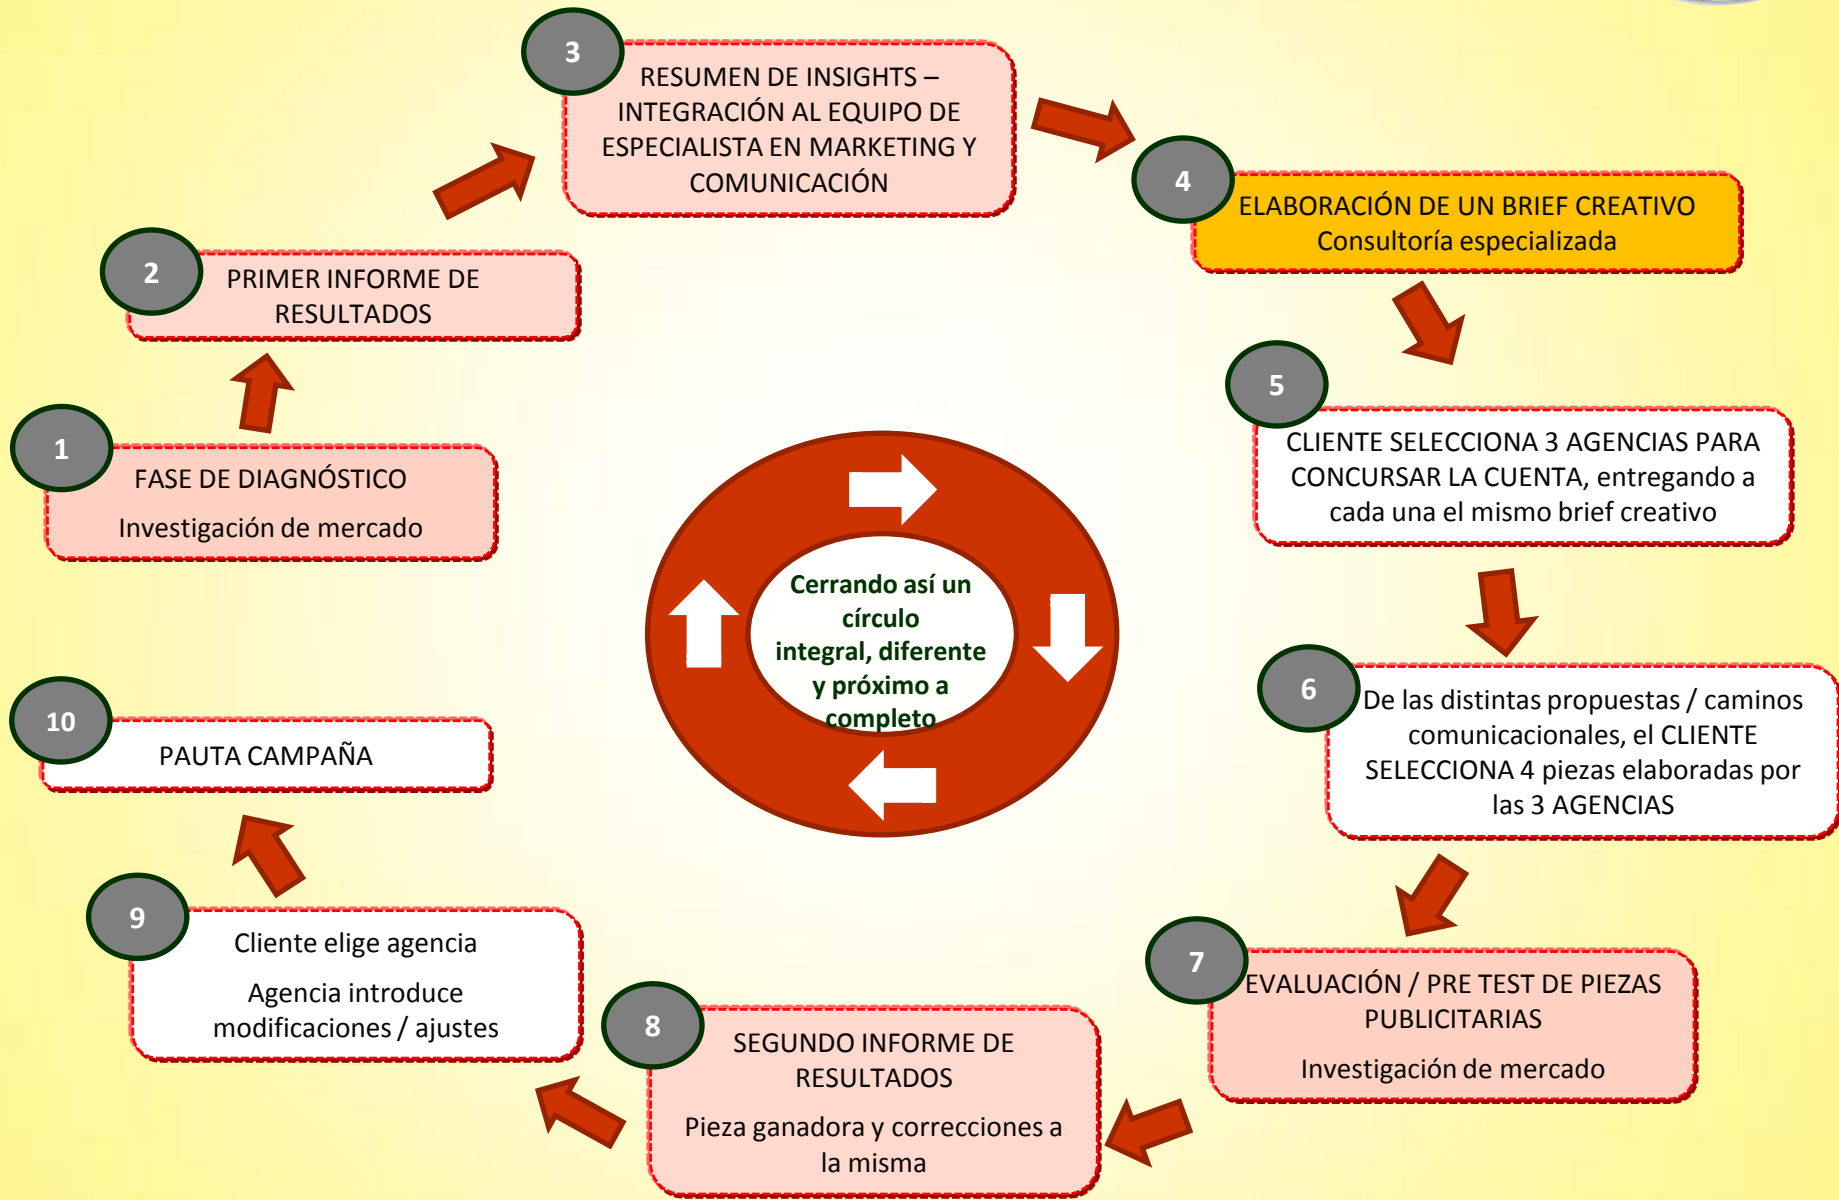 1
FASE DE DIAGNÓSTICO
Investigación de mercado
2
PRIMER INFORME DE
RESULTADOS
3
RESUMEN DE INSIGHTS –
INTEGRACIÓN AL EQUIPO DE
ESPECIALISTA EN MARKETING Y
COMUNICACIÓN
4
ELABORACIÓN DE UN BRIEF CREATIVO
Consultoría especializada
5
CLIENTE SELECCIONA 3 AGENCIAS PARA
CONCURSAR LA CUENTA, entregando a
cada una el mismo brief creativo
6
De las distintas propuestas / caminos
comunicacionales, el CLIENTE
SELECCIONA 4 piezas elaboradas por
las 3 AGENCIAS
7
EVALUACIÓN / PRE TEST DE PIEZAS
PUBLICITARIAS
Investigación de mercado
8
SEGUNDO INFORME DE
RESULTADOS
Pieza ganadora y correcciones a
la misma
9
Cliente elige agencia
Agencia introduce
modificaciones / ajustes
10
PAUTA CAMPAÑA
Cerrando así un
círculo
integral, diferente
y próximo a
completo